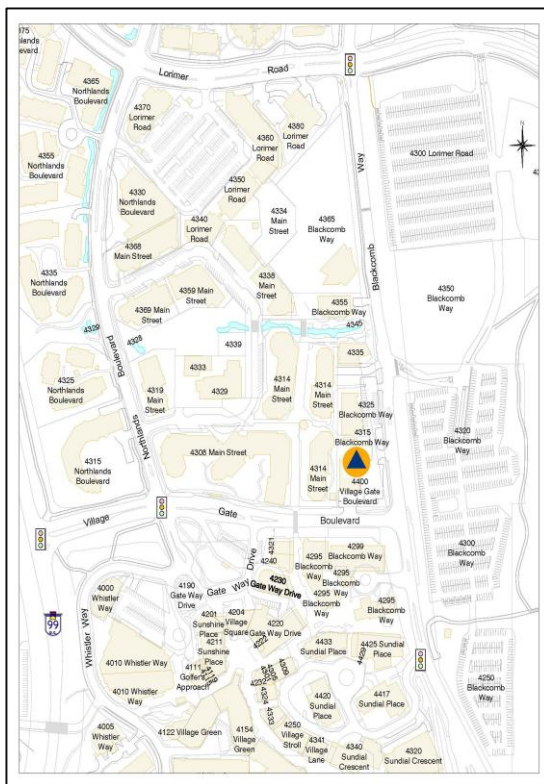 4365
Northlands
Boulevard
Lorimer
Road
4370
Lorimer
Road
4360
Lorimer
Road
4380
Lorimer
Road
4300 Lorimer Road
4355
Northlands
Boulevard
4350
Lorimer
Road
Way
4330
Northlands
Boulevard
4340
Lorimer
Road
4334
Main
Street
4365
Blackcomb
Way
4368
Main Street
Blackcomb
4335
Northlands
Boulevard
4338
Main
Street
4350
Blackcomb
Way
4359 Main
Street
4369 Main
Street
4355
Blackcomb Way
4345
4329
4328
4339
4335
Boulevard
4325
Northlands
Boulevard
4319
Main
Street
4333
4329
4314
Main
Street
4314
Main
Street
4325
Blackcomb
Way
4315
Blackcomb Way
4320
Blackcomb
Way
Northlands
4315
Northlands
Boulevard
4308 Main Street
4314
Main
Street
4400
Village Gate
Boulevard
Village
Gate
Boulevard
4300
Blackcomb
Way
4321
4240
Drive
4299
Blackcomb Way
4295
Blackcomb
Way
4295
Blackcomb
Way
4295
Blackcomb
Way
4295
Blackcomb
Way
4230
Gate Way Drive
Gate Way
4190
Gate Way
Drive
4000
Whistler
Way
99
Whistler Way
4201
Sunshine
Place
4204
Village
Square
4220
Gate Way Drive
4211
Sunshine
Place
4222
4433
Sundial Place
4425 Sundial
Place
4429
4010 Whistler Way
4111
Golfers
Approach
4232
4305
4309
4010
Whistler Way
4324
4333
4420
Sundial
Place
4417
Sundial Place
4250
Blackcomb
Way
4005
Whistler
Way
4122 Village Green
4154
Village
Green
4250
Village
Stroll
4341
Village
Lane
4340
Sundial
Crescent
4320
Sundial Crescent